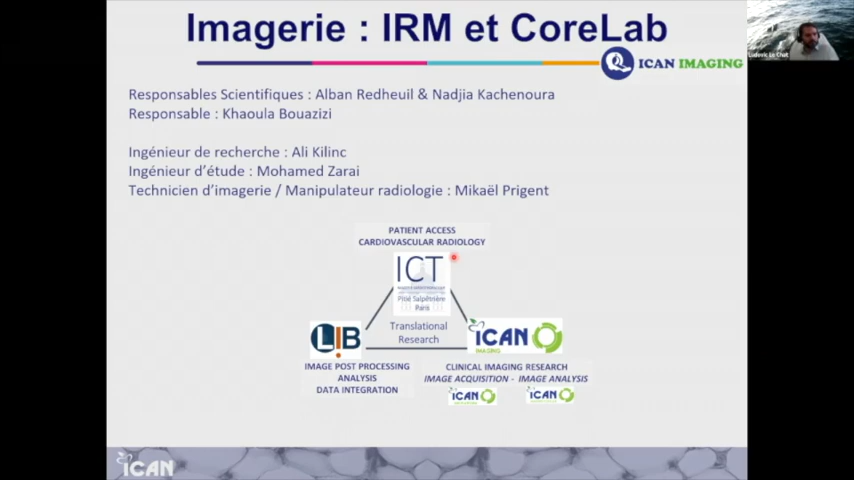 Imagerie : IRM et CoreLab
ICAN IMAGING
Ludovic Le Chat
Responsables Scientifiques : Alban Redheuil & Nadjia Kachenoura
Responsable : Khaoula Bouazizi
Ingénieur de recherche : Ali Kilinc
Ingénieur d'étude : Mohamed Zarai
Technicien d'imagerie / Manipulateur radiologie : Mikaël Prigent
PATIENT ACCESS
CARDIOVASCULAR RADIOLOGY
ICT
Pitié Salpêtrière
Paris
Translational
Research
LIB
iCAN
IMAGING
IMAGE POST PROCESSING
ANALYSIS
DATA INTEGRATION
CLINICAL IMAGING RESEARCH
IMAGE ACQUISITION - IMAGE ANALYSIS
iCAN
iCAN
iCAN